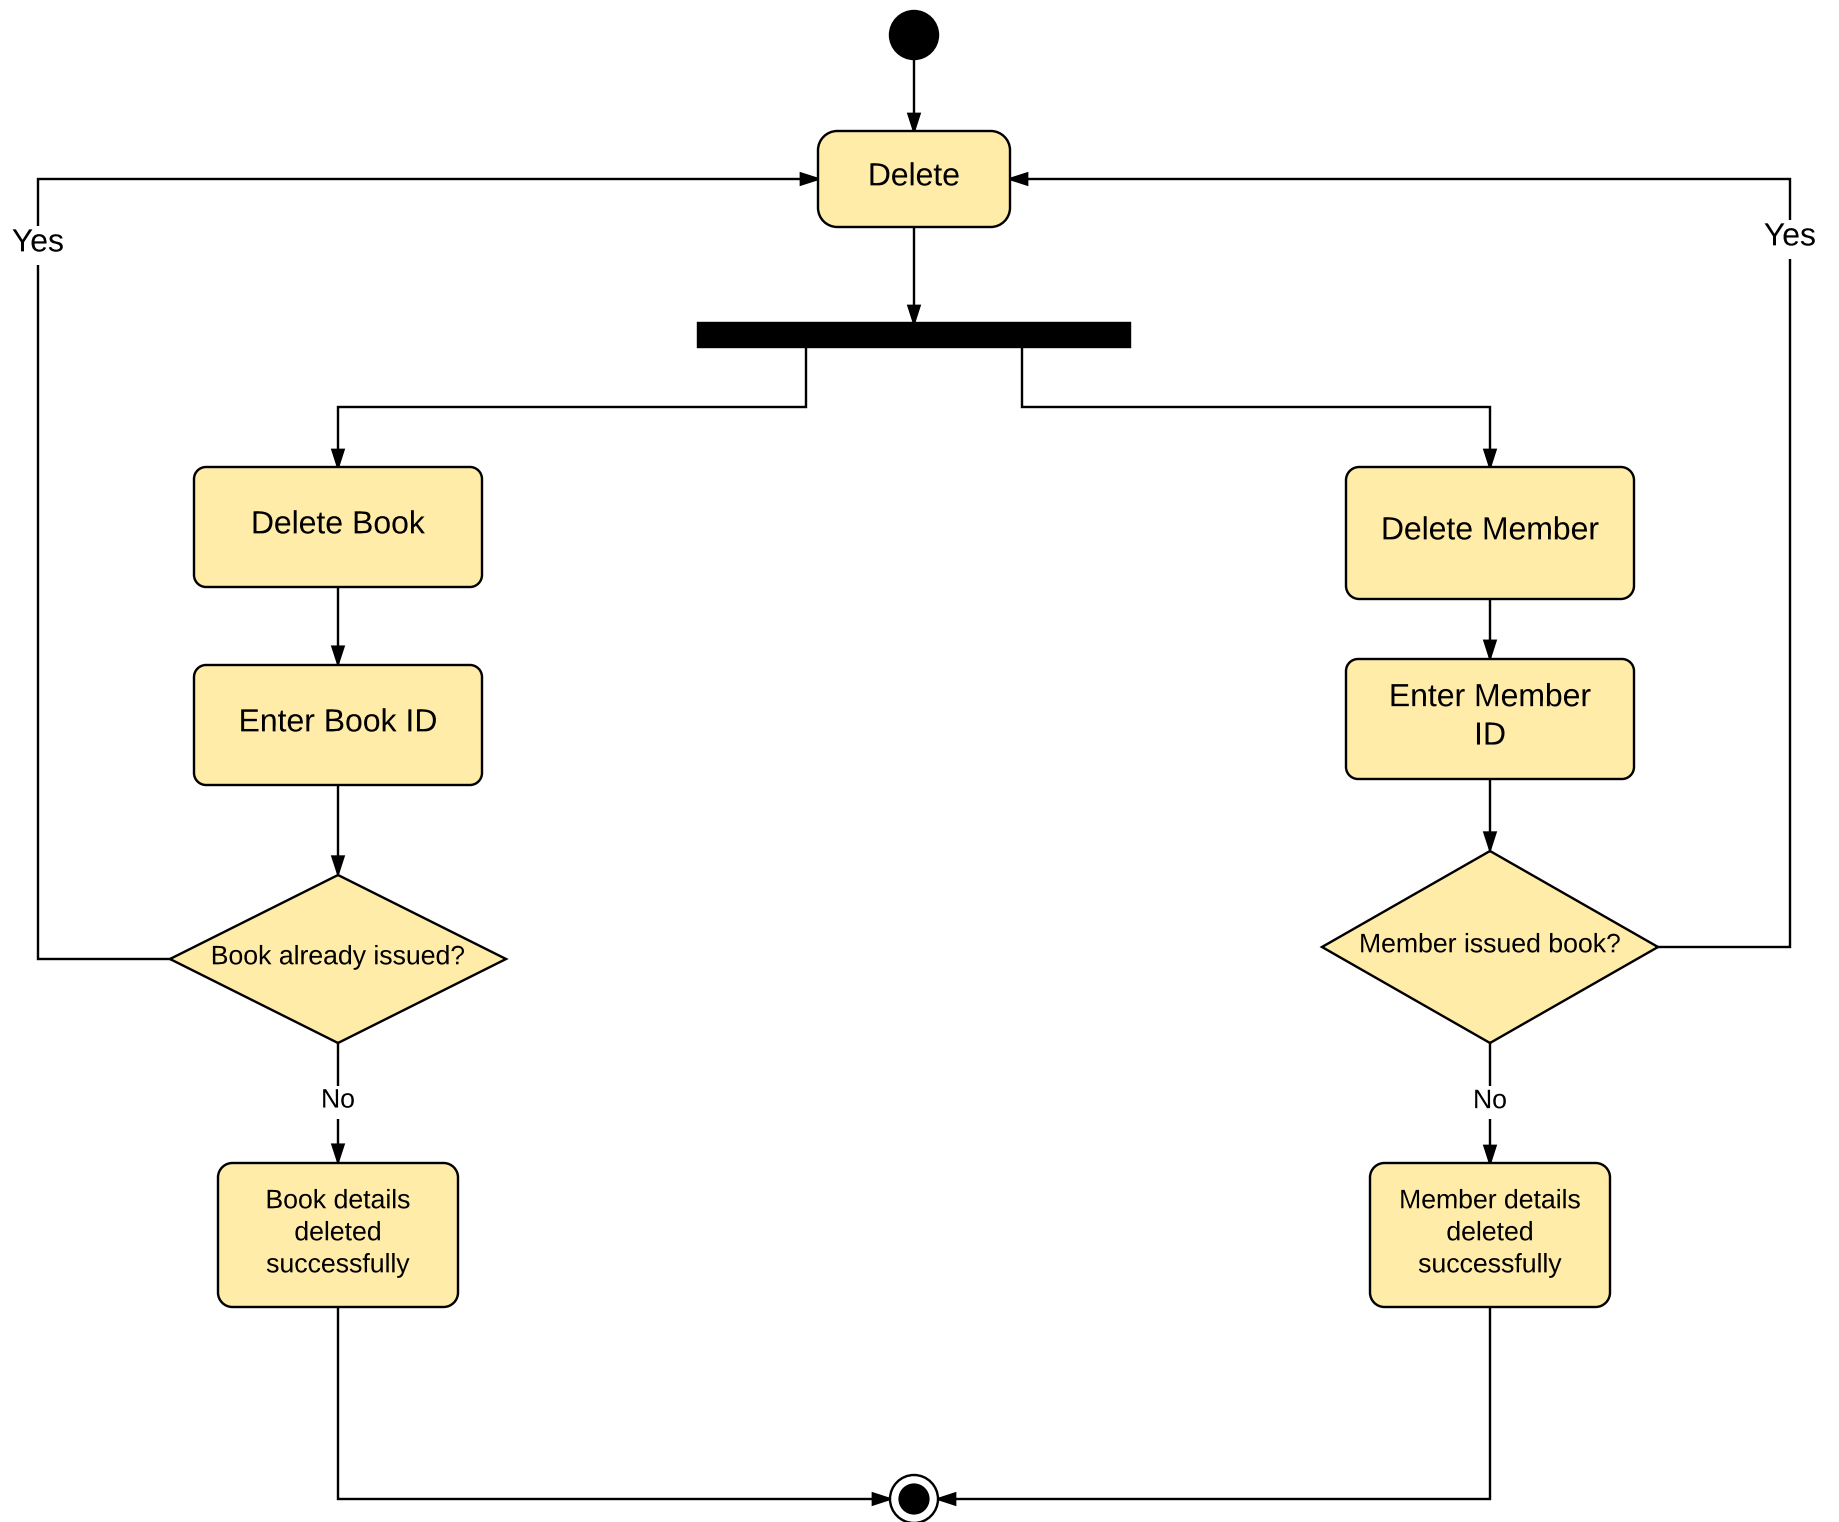 Delete
Yes
Yes
Delete Book
Delete Member
Enter Book ID
Enter Member
ID
Book already issued?
Member issued book?
No
No
Book details
deleted
successfully
Member details
deleted
successfully